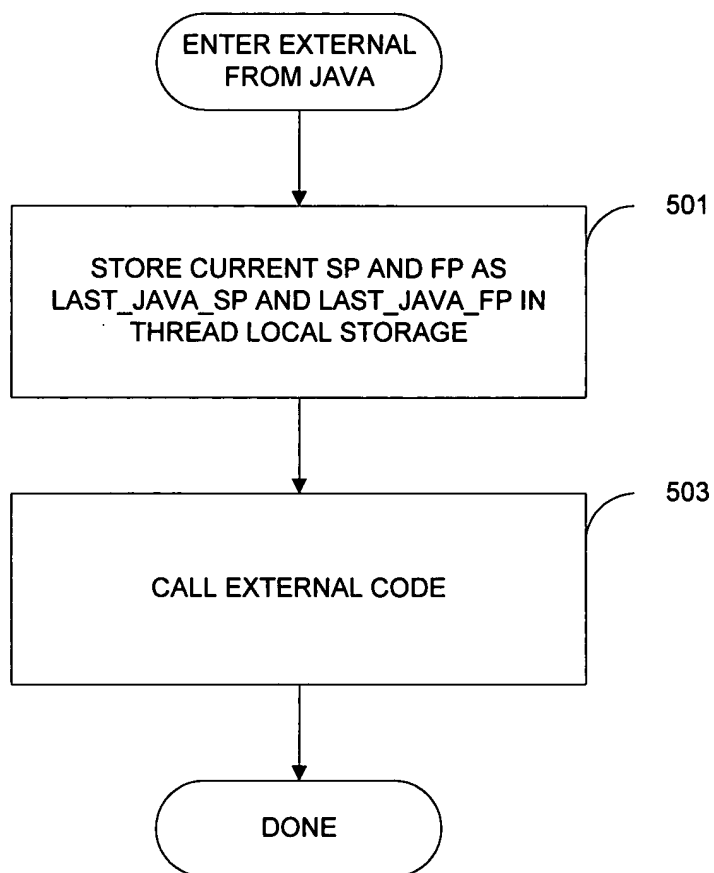 ENTER EXTERNAL
FROM JAVA
501
STORE CURRENT SP AND FP AS
LAST_JAVA_SP AND LAST_JAVA_FP IN
THREAD LOCAL STORAGE
503
CALL EXTERNAL CODE
DONE